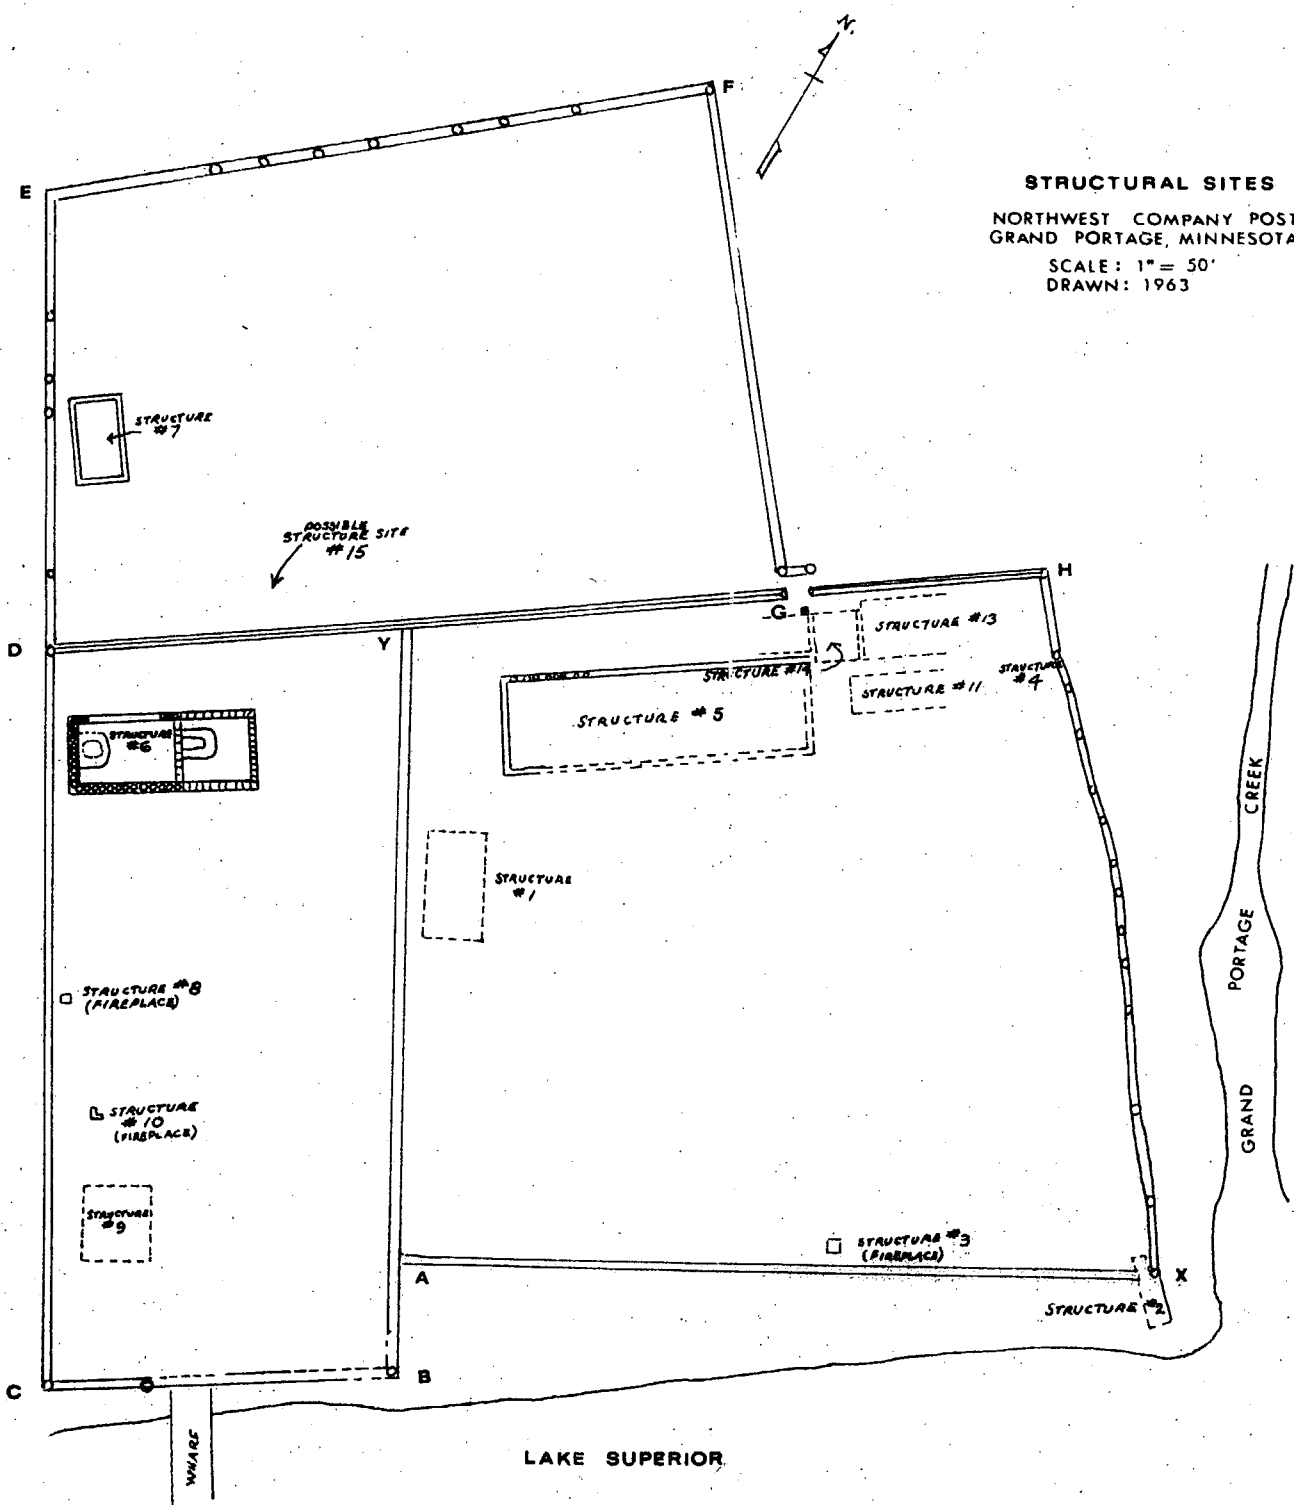 N.
F
E
STRUCTURAL SITES
NORTHWEST COMPANY POST
GRAND PORTAGE, MINNESOTA
SCALE: 1" = 50'
DRAWN: 1963
STRUCTURE
#7
POSSIBLE
STRUCTURE SITE
#15
H
G
D
Y
STRUCTURE #13
STRUCTURE #14
STRUCTURE
#4
STRUCTURE #11
STRUCTURE #5
STRUCTURE
#6
STRUCTURE
#1
STRUCTURE #8
(FIREPLACE)
STRUCTURE
#10
(FIREPLACE)
STRUCTURE
#9
STRUCTURE #3
(FIREPLACE)
A
X
STRUCTURE #2
B
C
GRAND PORTAGE CREEK
WHARF
LAKE SUPERIOR